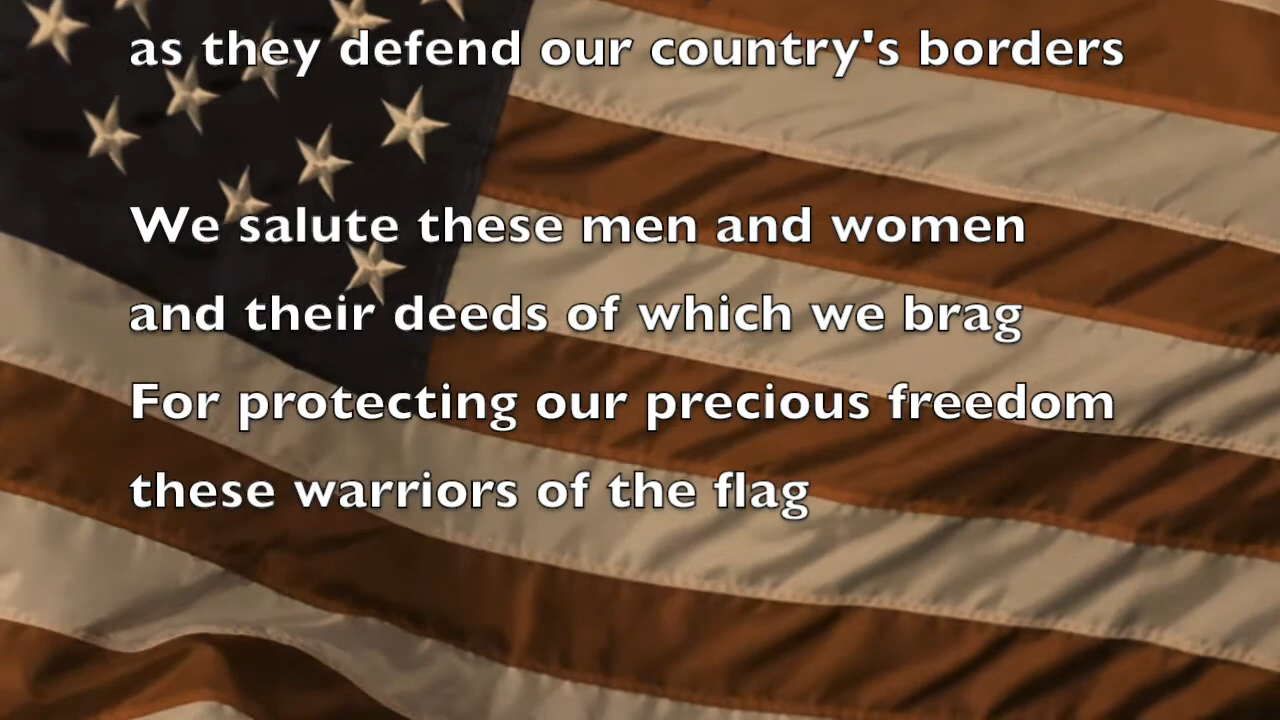 as they defend our country's borders
We salute these men and women
and their deeds of which we brag
For protecting our precious freedom
these warriors of the flag